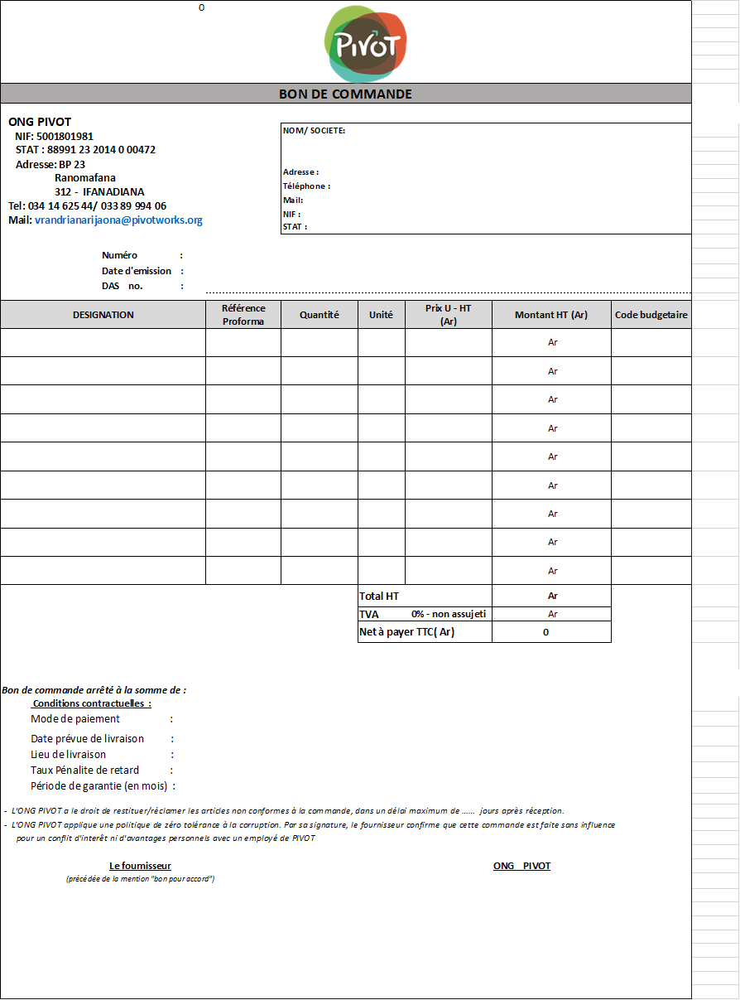 0
PIVOT
BON DE COMMANDE
ONG PIVOT
NIF: 5001801981
STAT : 88991 23 2014 0 00472
Adresse: BP 23
Ranomafana
312 - IFANADIANA
Tel: 034 14 625 44/ 033 89 994 06
Mail: vrandrianarijaona@pivotworks.org
NOM/ SOCIETE:
Adresse :
Téléphone :
Mail:
NIF :
STAT :
Numéro :
Date d'emission :
DAS no. :
DESIGNATION Référence Proforma Quantité Unité Prix U - HT (Ar) Montant HT (Ar) Code budgetaire
Ar
Ar
Ar
Ar
Ar
Ar
Ar
Ar
Ar
Total HT Ar
TVA 0% - non assujeti Ar
Net à payer TTC( Ar) 0
Bon de commande arrêté à la somme de :
Conditions contractuelles :
Mode de paiement :
Date prévue de livraison :
Lieu de livraison :
Taux Pénalite de retard :
Période de garantie (en mois) :
- L'ONG PIVOT a le droit de restituer/réclamer les articles non conformes à la commande, dans un délai maximum de ...... jours après réception.
- L'ONG PIVOT applique une politique de zéro tolérance à la corruption. Par sa signature, le fournisseur confirme que cette commande est faite sans influence
pour un conflit d'intérêt ni d'avantages personnels avec un employé de PIVOT
Le fournisseur ONG PIVOT
(précédée de la mention "bon pour accord")